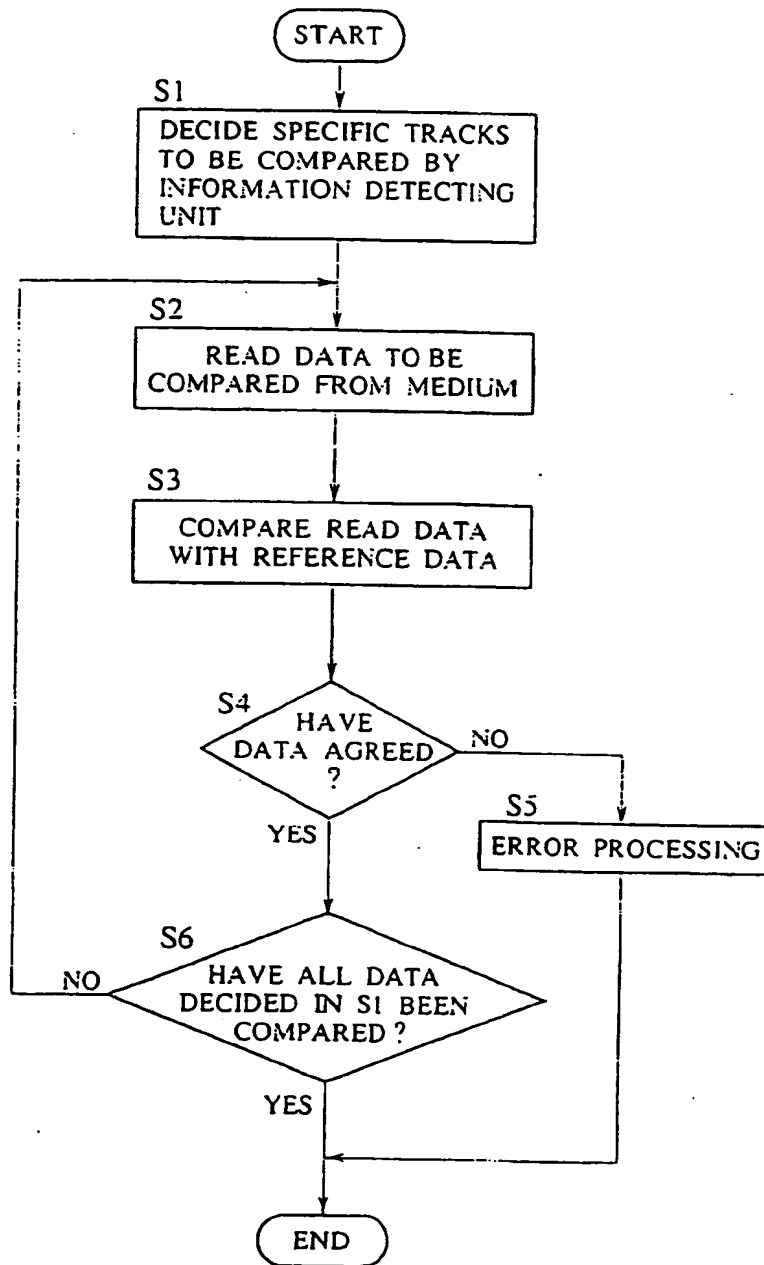 START
S1
DECIDE SPECIFIC TRACKS
TO BE COMPARED BY
INFORMATION DETECTING
UNIT
S2
READ DATA TO BE
COMPARED FROM MEDIUM
S3
COMPARE READ DATA
WITH REFERENCE DATA
S4
HAVE
DATA AGREED
?
NO
YES
S5
ERROR PROCESSING
S6
NO
HAVE ALL DATA
DECIDED IN S1 BEEN
COMPARED?
YES
END